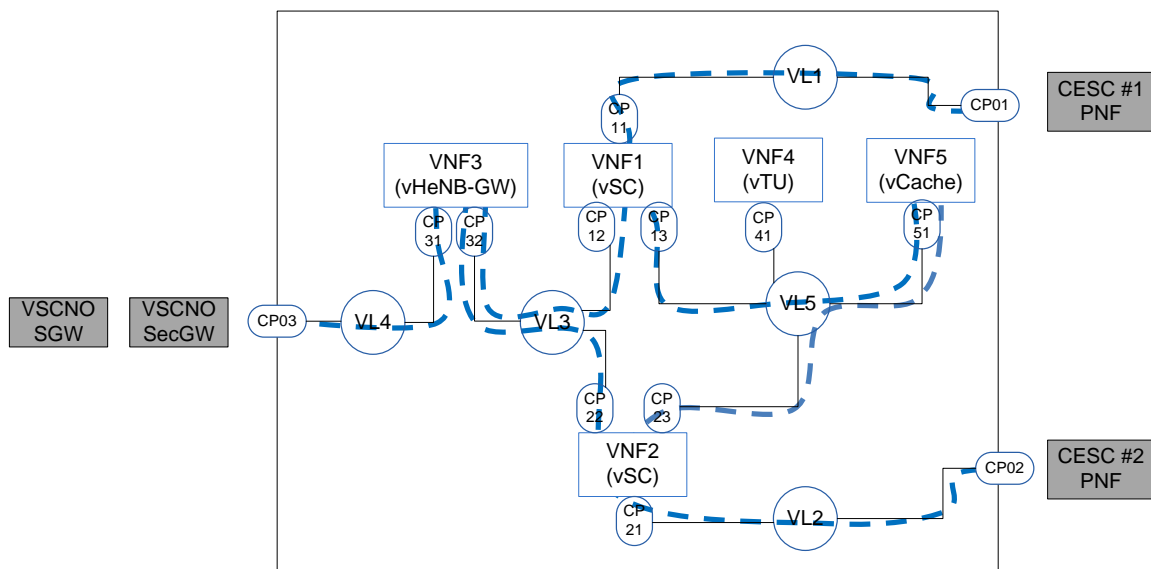 VL1
CESC #1
PNF
CP01
CP
11
VNF3
(vHeNB-GW)
VNF1
(vSC)
VNF4
(vTU)
VNF5
(vCache)
CP
31
CP
32
CP
12
CP
13
CP
41
CP
51
VSCNO
SGW
VSCNO
SecGW
CP03
VL4
VL3
VL5
CP
22
CP
23
VNF2
(vSC)
CP02
CESC #2
PNF
CP
21
VL2